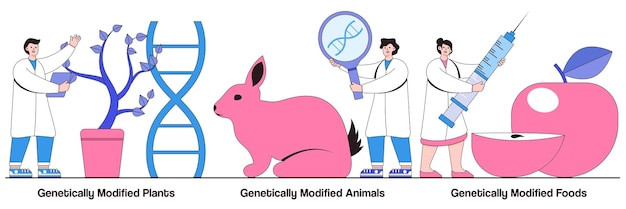 Genetically Modified Plants
Genetically Modified Animals
Genetically Modified Foods